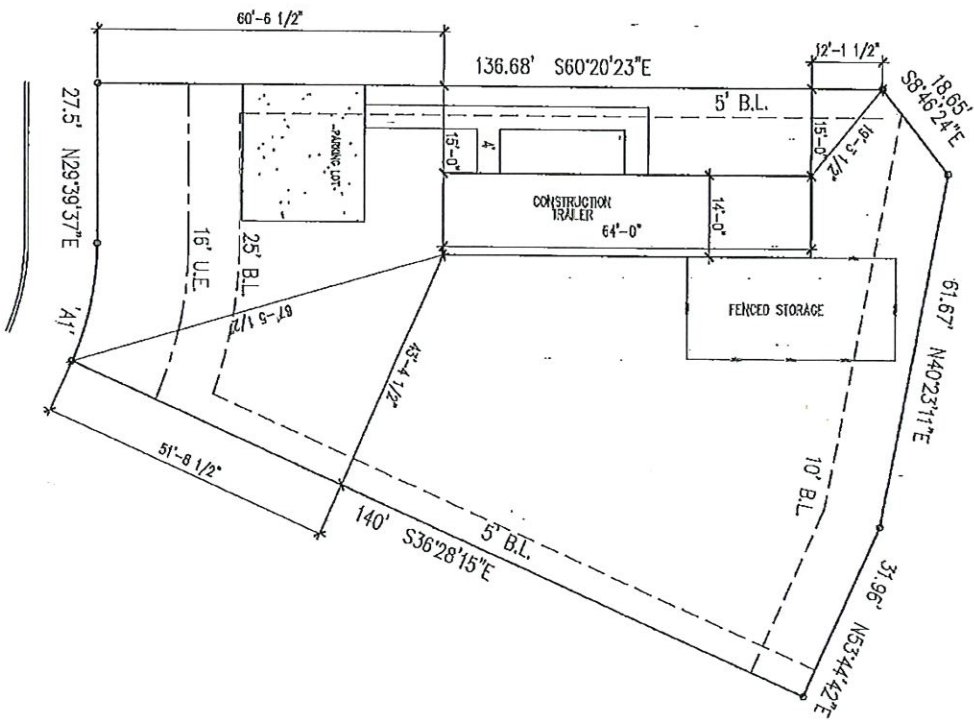 60'-6 1/2"
12'-1 1/2"
136.68' S60°20'23"E
18.65'
S8°46'24"E
5' B.L.
27.5' N29°39'37"E
PARKING LOT
4'
15'-0"
15'-0"
19'-3 1/2"
CONSTRUCTION
TRAILER
64'-0"
14'-0"
16' U.E.
25' B.L.
FENCED STORAGE
61.67' N40°23'11"E
'A1'
67'-5 1/2"
43'-4 1/2"
10' B.L.
51'-8 1/2"
140' S36°28'15"E
5' B.L.
31.96' N53°44'42"E